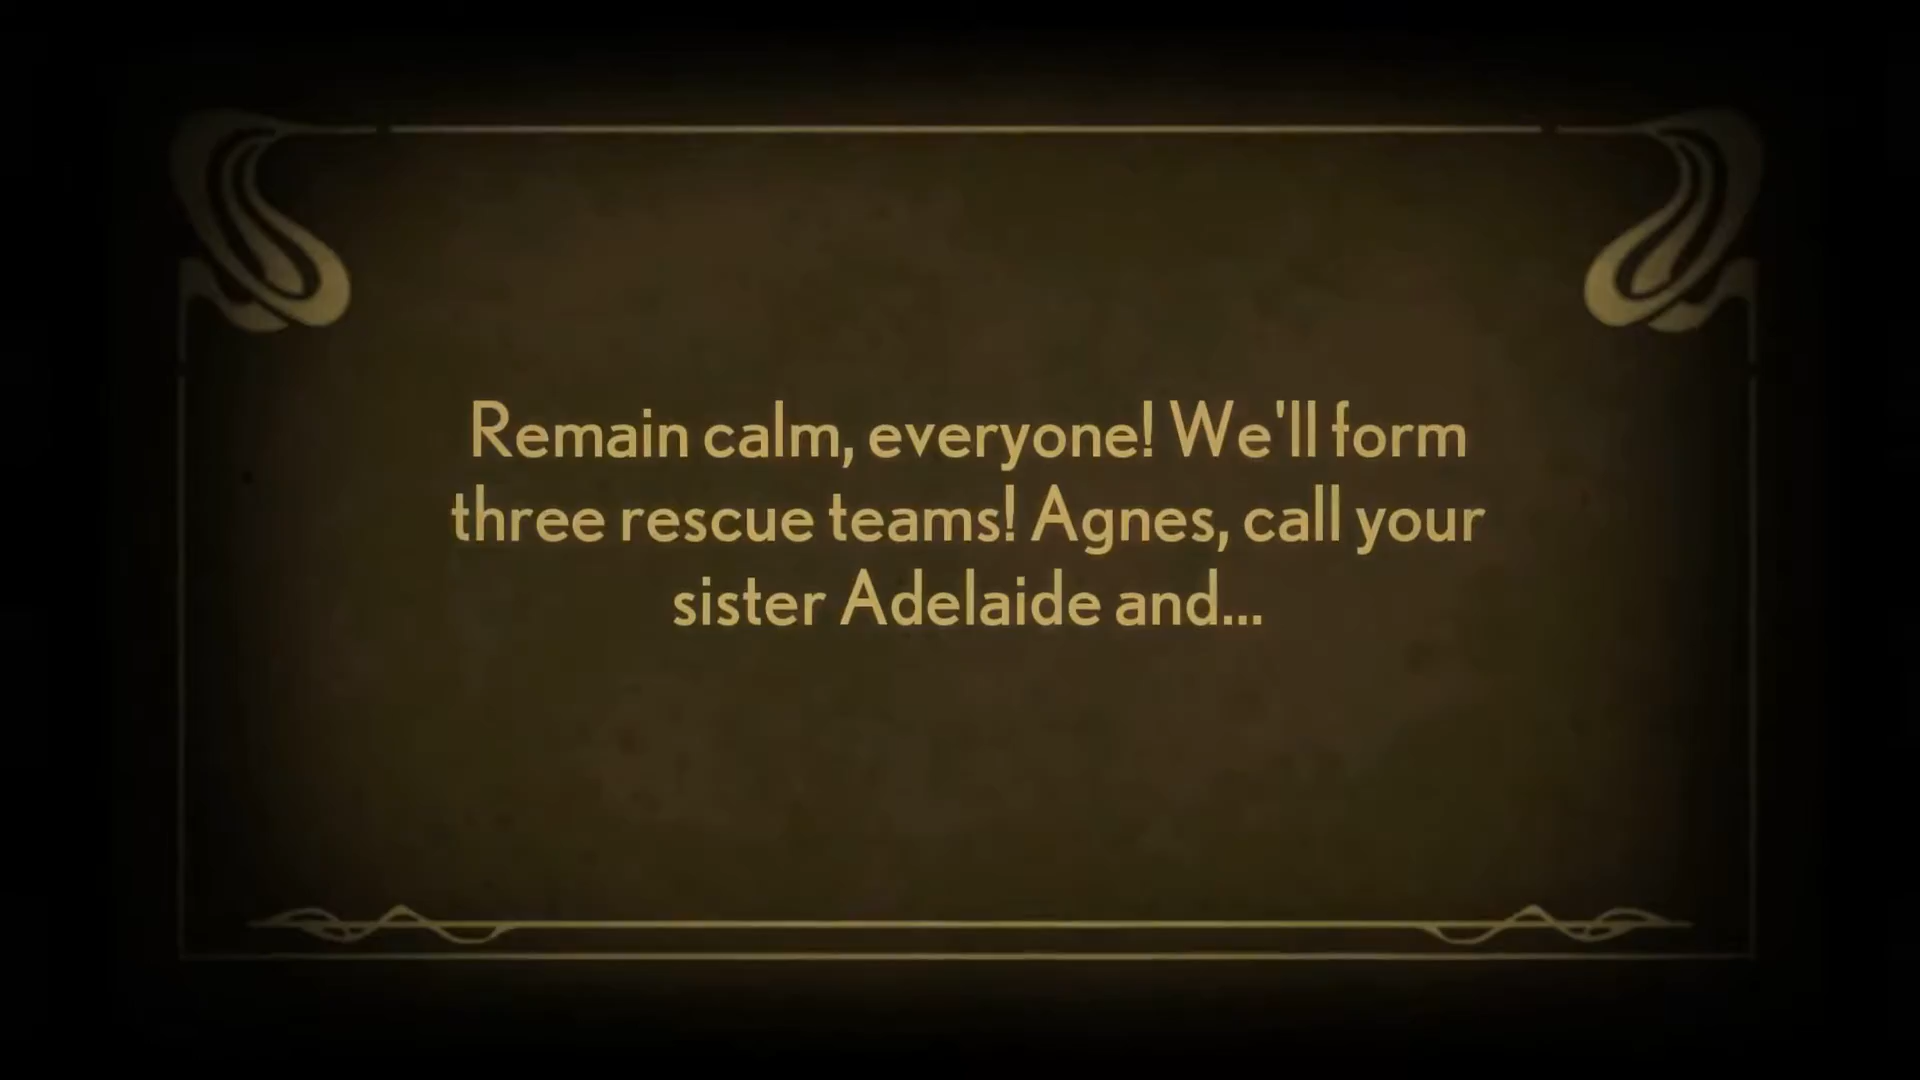 Remain calm, everyone! We'll form
three rescue teams! Agnes, call your
sister Adelaide and...